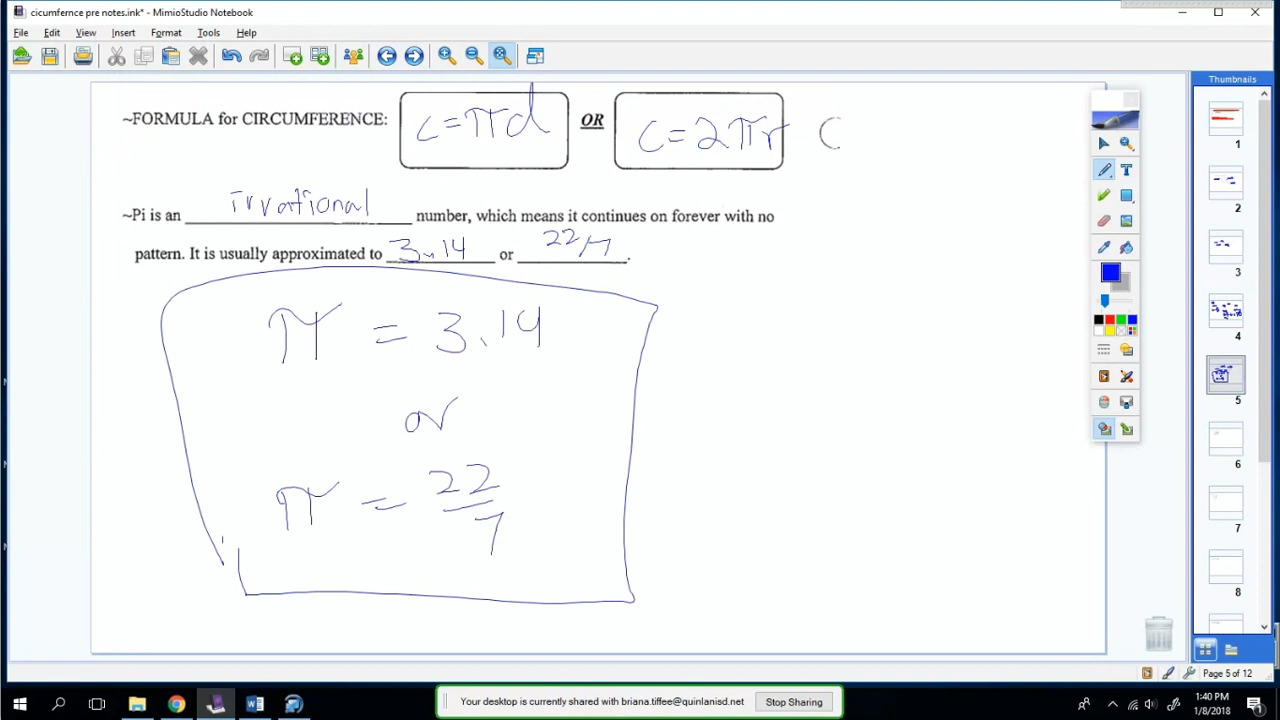 cicumfernce pre notes.ink* - MimioStudio Notebook
File Edit View Insert Format Tools Help
Thumbnails
~FORMULA for CIRCUMFERENCE: c=πd OR c=2πr C
~Pi is an irrational number, which means it continues on forever with no
pattern. It is usually approximated to 3.14 or 22/7.
π = 3.14
or
π = 22/7
1
2
3
4
5
6
7
8
Page 5 of 12
Your desktop is currently shared with briana.tiffee@quinlanisd.net Stop Sharing
1:40 PM
1/8/2018